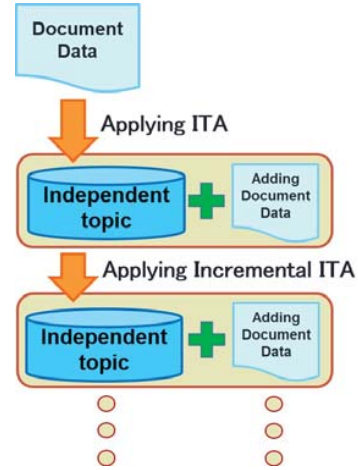 Document
Data
Applying ITA
Independent
topic
Adding
Document
Data
Applying Incremental ITA
Independent
topic
Adding
Document
Data